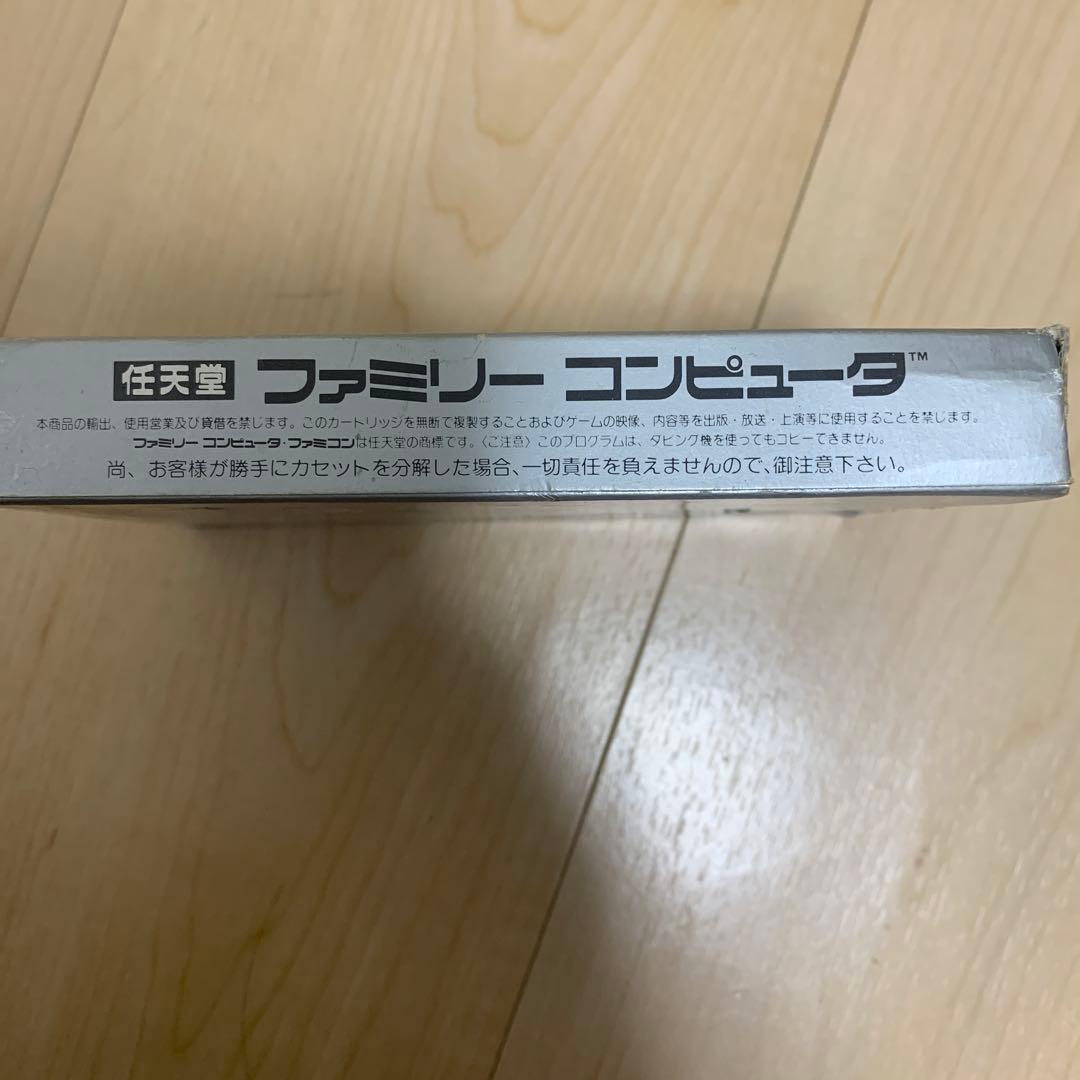 任天堂 ファミリー コンピュータ™
本商品の輸出、使用営業及び貸借を禁じます。このカートリッジを無断で複製することおよびゲームの映像、内容等を出版・放送・上演等に使用することを禁じます。
ファミリー コンピュータ・ファミコンは任天堂の商標です。〈ご注意〉このプログラムは、ダビング機を使ってもコピーできません。
尚、お客様が勝手にカセットを分解した場合、一切責任を負えませんので、御注意下さい。